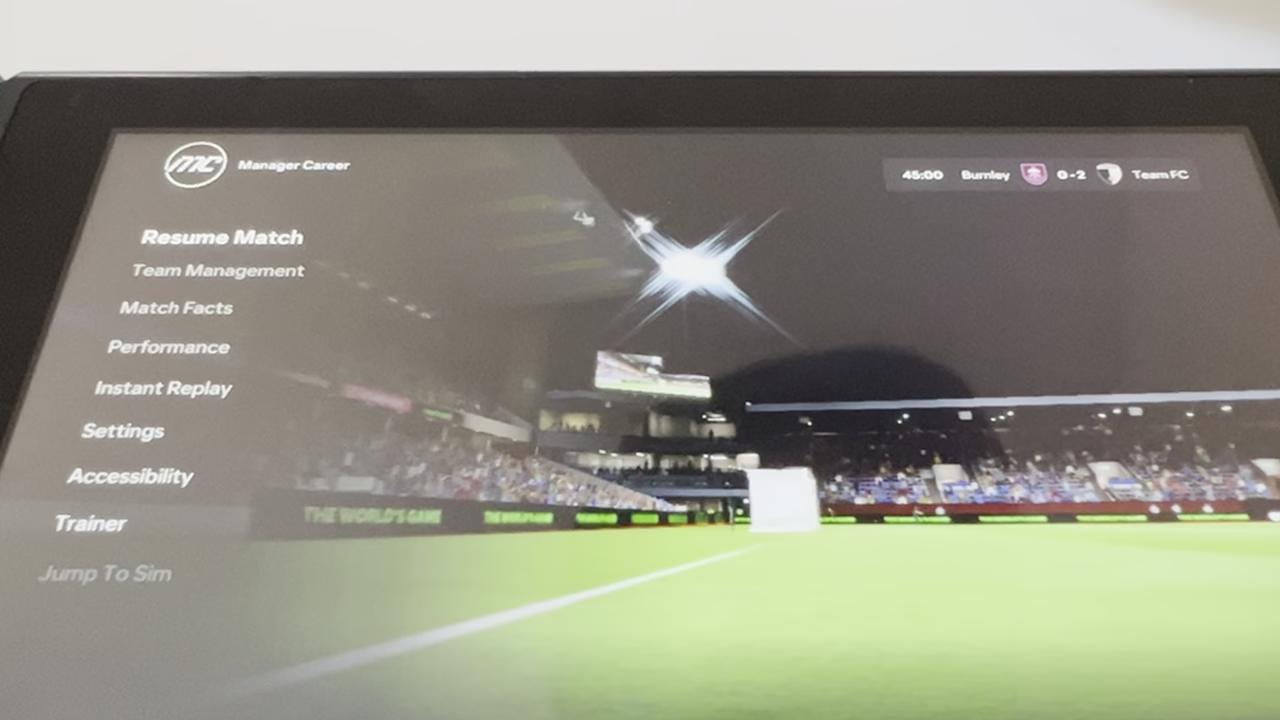 MC Manager Career
45:00 Burnley 0-2 Team FC
Resume Match
Team Management
Match Facts
Performance
Instant Replay
Settings
Accessibility
Trainer
Jump To Sim
THE WORLD'S GAME THE WORLD'S GAME